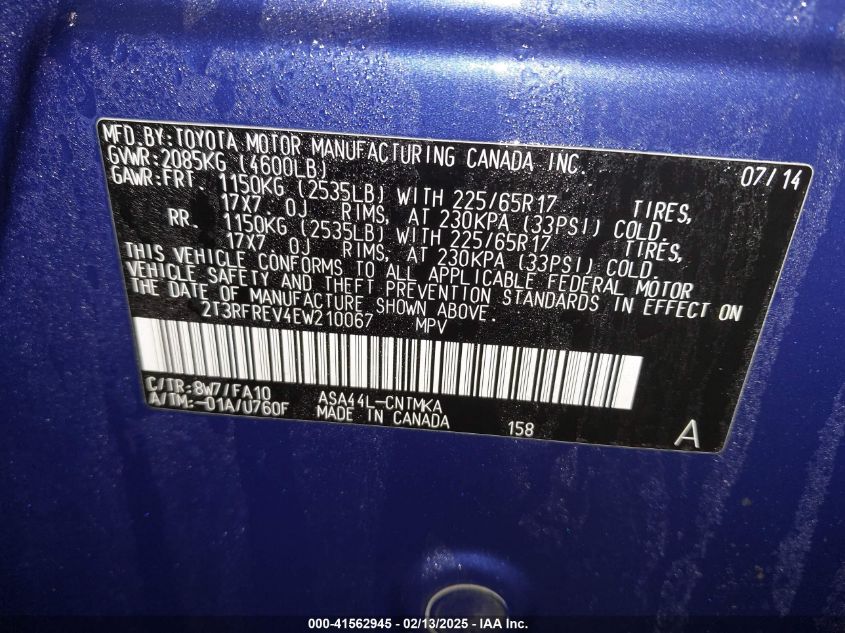 MFD.BY:TOYOTA MOTOR MANUFACTURING CANADA INC. 07/14
GVWR:2085KG (4600LB)
GAWR:FRT. 1150KG (2535LB) WITH 225/65R17 TIRES,
17X7 0J RIMS, AT 230KPA (33PSI) COLD.
RR. 1150KG (2535LB) WITH 225/65R17 TIRES,
17X7 0J RIMS, AT 230KPA (33PSI) COLD.
THIS VEHICLE CONFORMS TO ALL APPLICABLE FEDERAL MOTOR
VEHICLE SAFETY AND THEFT PREVENTION STANDARDS IN EFFECT ON
THE DATE OF MANUFACTURE SHOWN ABOVE.
2T3RFREV4EW210067 MPV
C/TR:8W7/FA10 ASA44L-CNTMKA
A/TM:-01A/U760F MADE IN CANADA 158 A
000-41562945 - 02/13/2025 - IAA Inc.